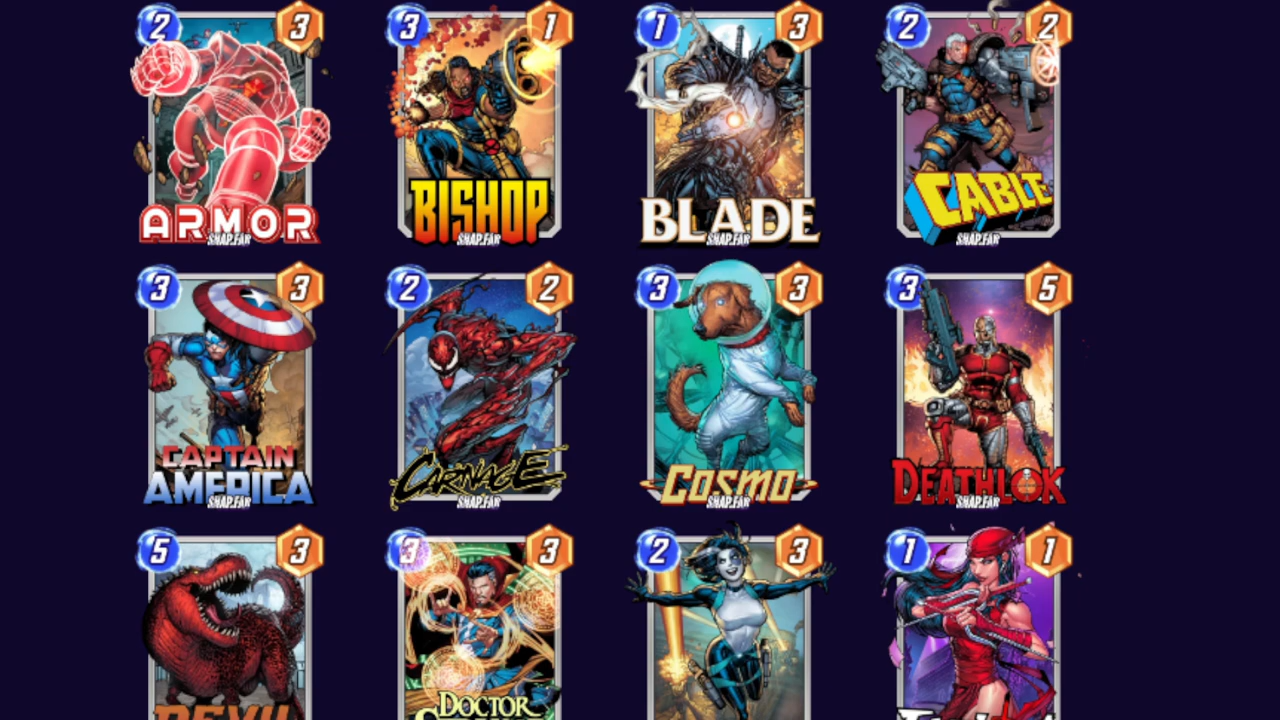 2 3 3 1 1 3 2 2
ARMOR BISHOP BLADE CABLE
SNAP.FAN SNAP.FAN SNAP.FAN SNAP.FAN
3 3 2 2 3 3 3 5
CAPTAIN
AMERICA CARNAGE COSMO DEATHLOK
SNAP.FAN SNAP.FAN SNAP.FAN SNAP.FAN
5 3 3 3 2 3 1 1
DEVIL DOCTOR